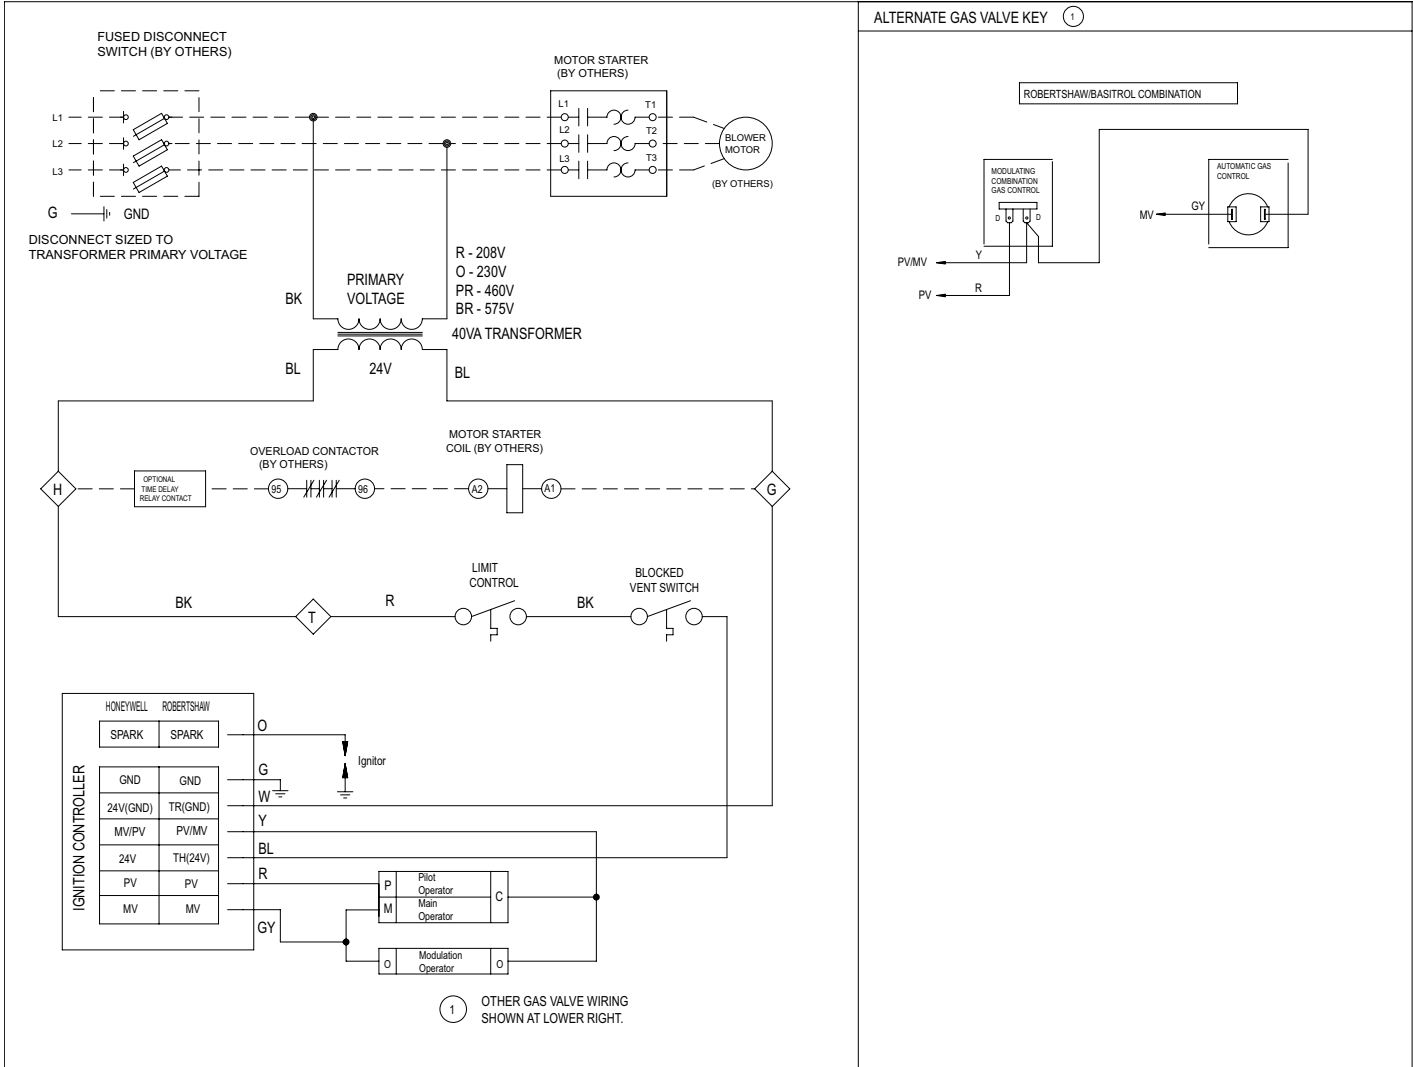 FUSED DISCONNECT
SWITCH (BY OTHERS)
MOTOR STARTER
(BY OTHERS)
L1
L2
L3
L1
L2
L3
T1
T2
T3
BLOWER
MOTOR
(BY OTHERS)
G
GND
DISCONNECT SIZED TO
TRANSFORMER PRIMARY VOLTAGE
BK
PRIMARY
VOLTAGE
R - 208V
O - 230V
PR - 460V
BR - 575V
40VA TRANSFORMER
BL
24V
BL
OVERLOAD CONTACTOR
(BY OTHERS)
MOTOR STARTER
COIL (BY OTHERS)
H
OPTIONAL
TIME DELAY
RELAY CONTACT
95
96
A2
A1
G
LIMIT
CONTROL
BLOCKED
VENT SWITCH
BK
T
R
BK
IGNITION CONTROLLER
HONEYWELL ROBERTSHAW
SPARK SPARK
O
Ignitor
GND GND
G
24V(GND) TR(GND)
W
MV/PV PV/MV
Y
24V TH(24V)
BL
PV PV
R
MV MV
GY
P
Pilot
Operator
M
Main
Operator
C
O
Modulation
Operator
O
1
OTHER GAS VALVE WIRING
SHOWN AT LOWER RIGHT.
ALTERNATE GAS VALVE KEY 1
ROBERTSHAW/BASITROL COMBINATION
MODULATING
COMBINATION
GAS CONTROL
D D
AUTOMATIC GAS
CONTROL
MV
GY
PV/MV
Y
PV
R